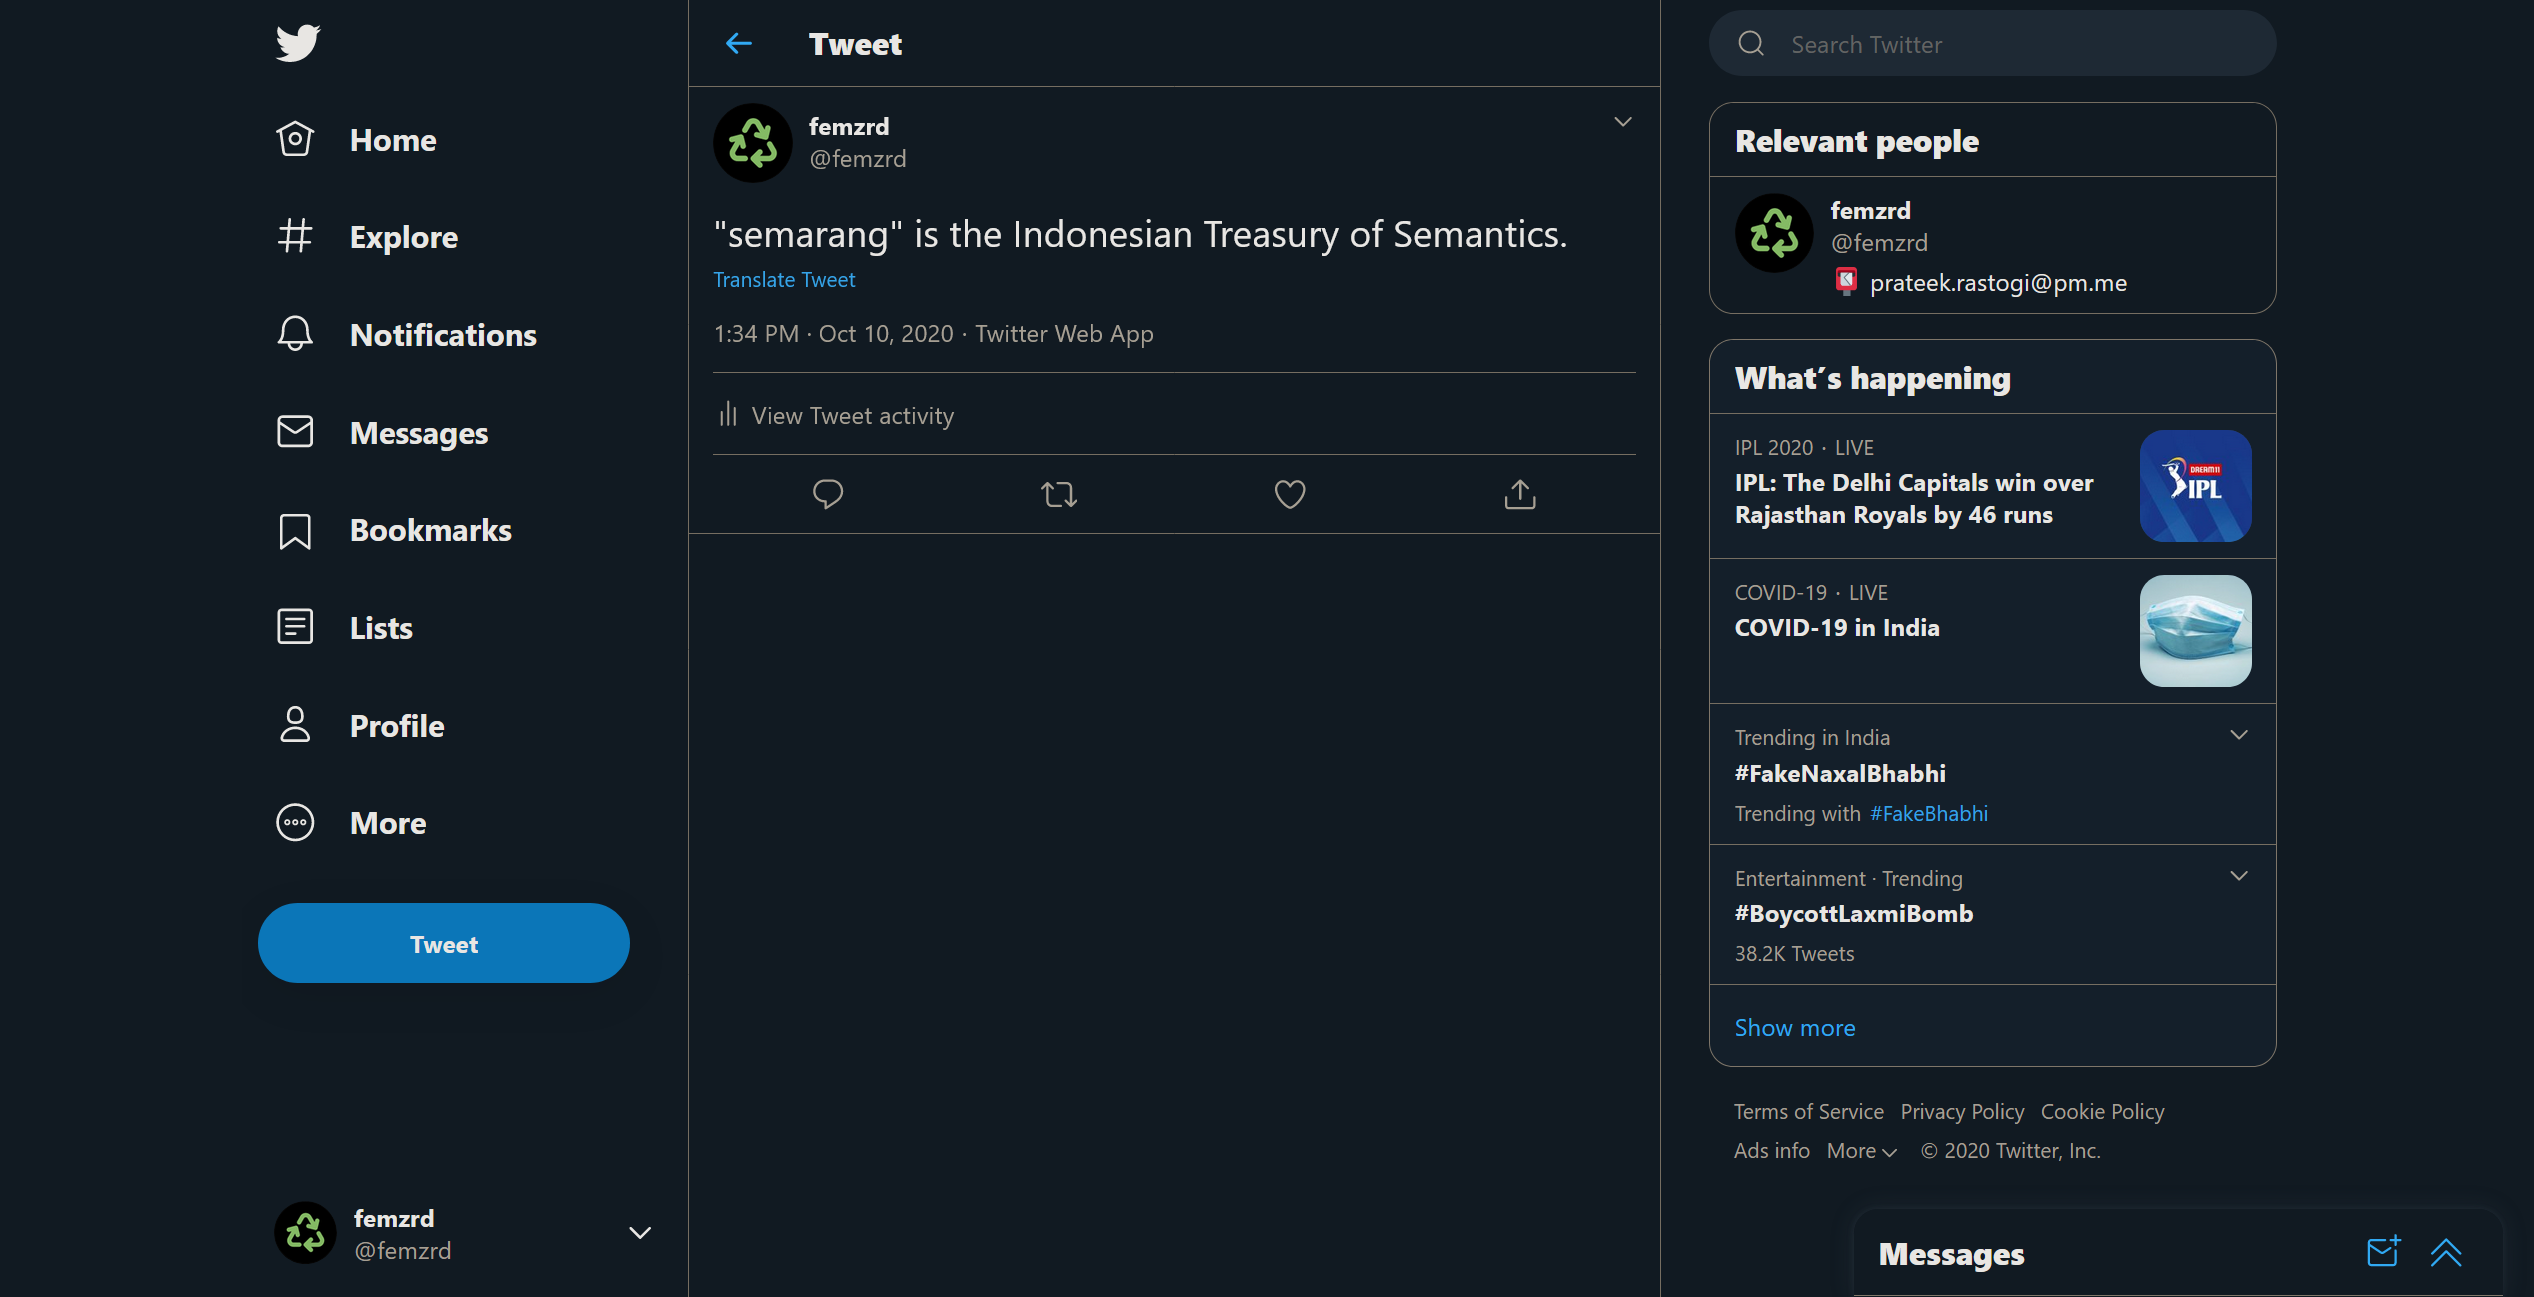 Home
Explore
Notifications
Messages
Bookmarks
Lists
Profile
More
Tweet
femzrd
@femzrd
Tweet
femzrd
@femzrd
"semarang" is the Indonesian Treasury of Semantics.
Translate Tweet
1:34 PM · Oct 10, 2020 · Twitter Web App
View Tweet activity
Search Twitter
Relevant people
femzrd
@femzrd
prateek.rastogi@pm.me
What's happening
IPL 2020 · LIVE
IPL: The Delhi Capitals win over
Rajasthan Royals by 46 runs
DREAM11
IPL
COVID-19 · LIVE
COVID-19 in India
Trending in India
#FakeNaxalBhabhi
Trending with #FakeBhabhi
Entertainment · Trending
#BoycottLaxmiBomb
38.2K Tweets
Show more
Terms of Service Privacy Policy Cookie Policy
Ads info More © 2020 Twitter, Inc.
Messages